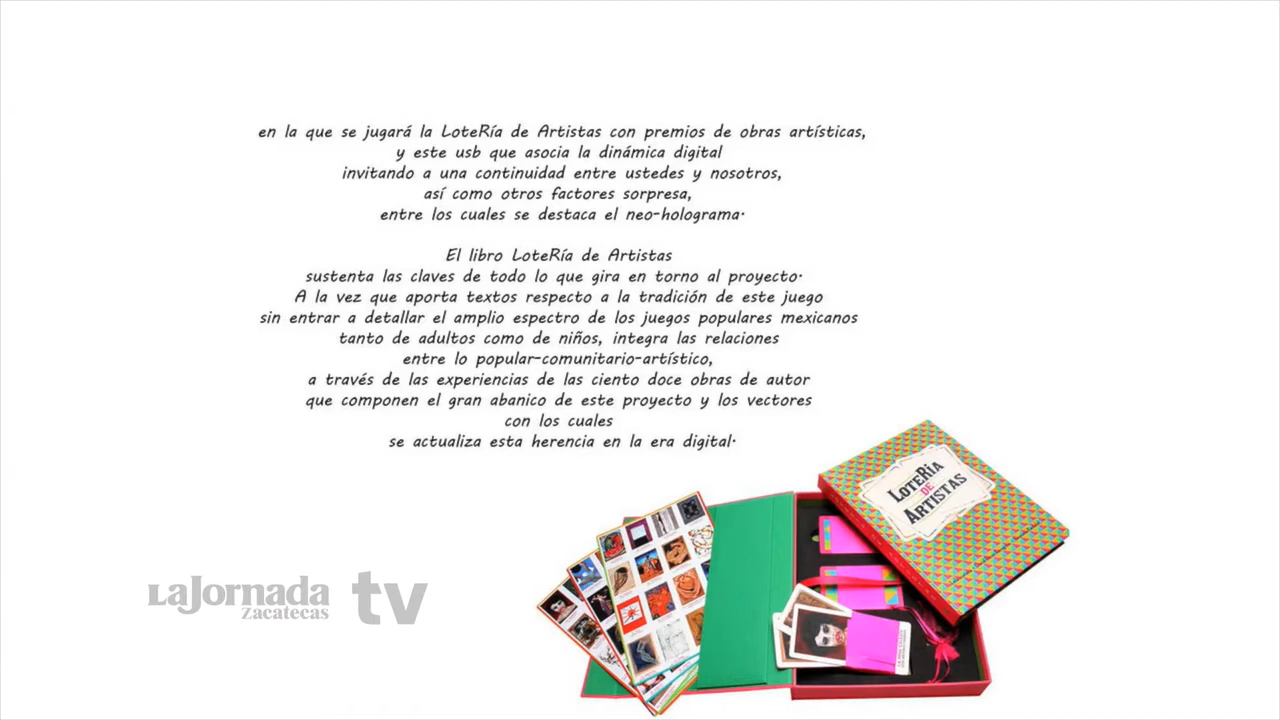 en la que se jugará la LoteRía de Artistas con premios de obras artísticas,
y este usb que asocia la dinámica digital
invitando a una continuidad entre ustedes y nosotros,
así como otros factores sorpresa,
entre los cuales se destaca el neo-holograma.
El libro LoteRía de Artistas
sustenta las claves de todo lo que gira en torno al proyecto.
A la vez que aporta textos respecto a la tradición de este juego
sin entrar a detallar el amplio espectro de los juegos populares mexicanos
tanto de adultos como de niños, integra las relaciones
entre lo popular-comunitario-artístico,
a través de las experiencias de las ciento doce obras de autor
que componen el gran abanico de este proyecto y los vectores
con los cuales
se actualiza esta herencia en la era digital.
LOTERÍA
DE
ARTISTAS
LaJornada
Zacatecas
tv